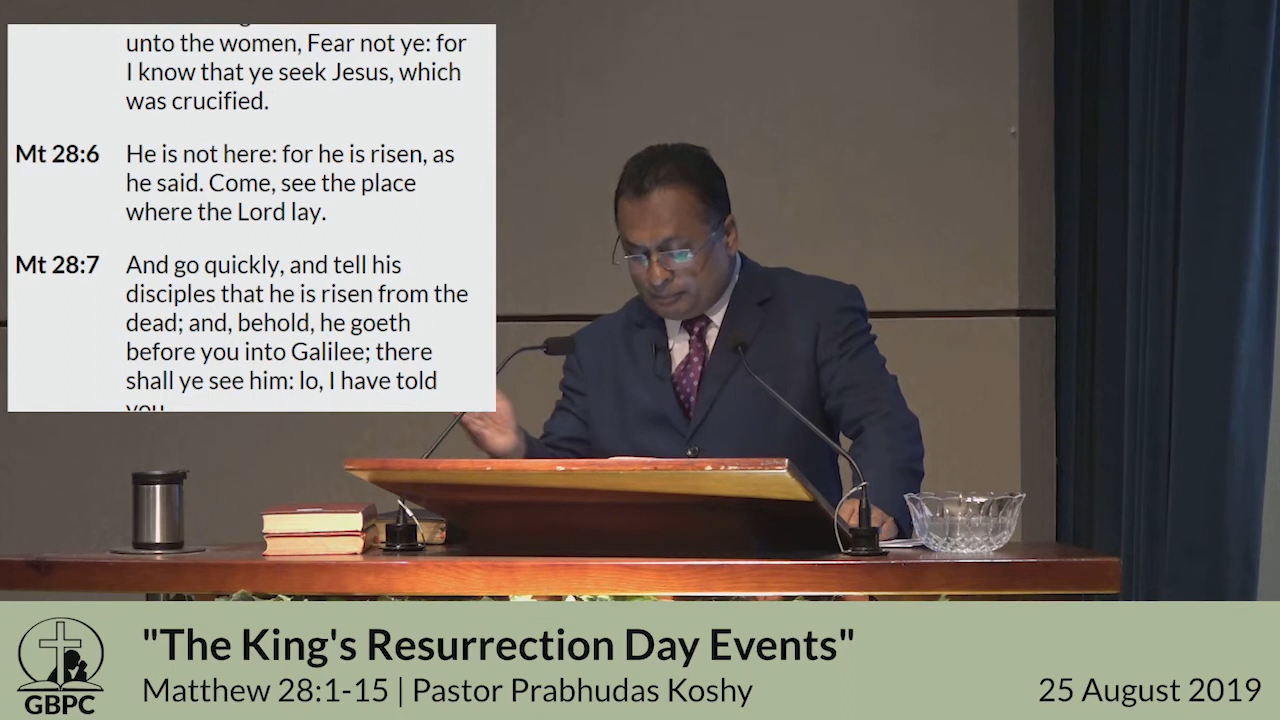 unto the women, Fear not ye: for
I know that ye seek Jesus, which
was crucified.
Mt 28:6 He is not here: for he is risen, as
he said. Come, see the place
where the Lord lay.
Mt 28:7 And go quickly, and tell his
disciples that he is risen from the
dead; and, behold, he goeth
before you into Galilee; there
shall ye see him: lo, I have told
"The King's Resurrection Day Events"
Matthew 28:1-15 | Pastor Prabhudas Koshy
25 August 2019
GBPC